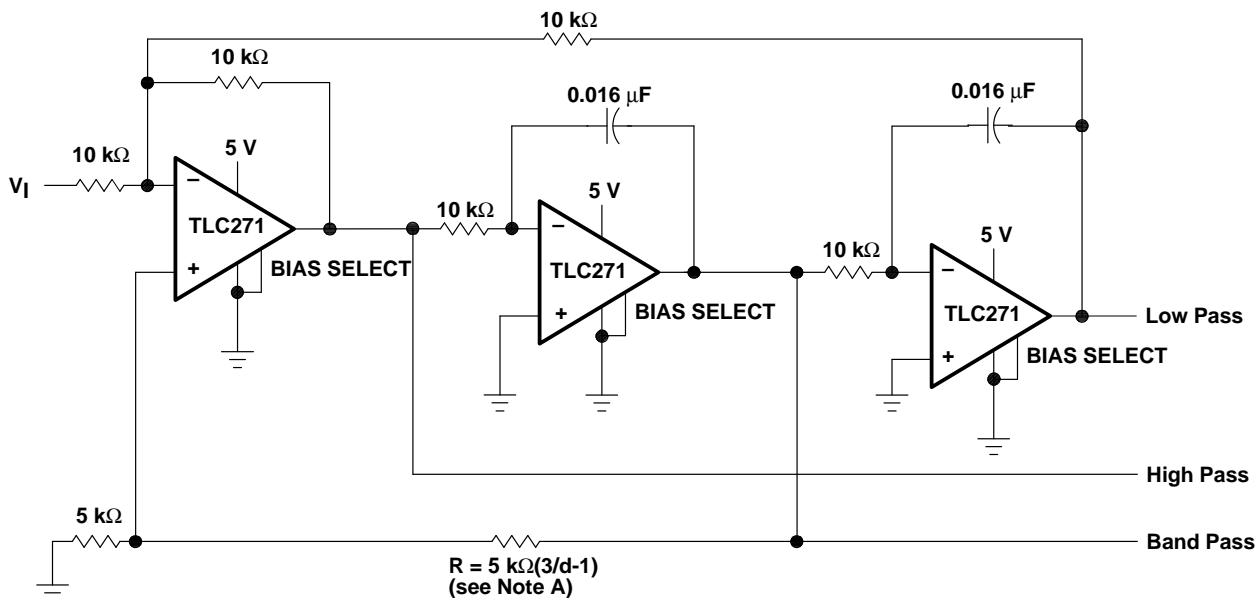 10 kΩ
10 kΩ
0.016 μF
0.016 μF
5 V
10 kΩ
VI
TLC271
BIAS SELECT
5 V
10 kΩ
TLC271
BIAS SELECT
5 V
10 kΩ
TLC271
BIAS SELECT
Low Pass
High Pass
5 kΩ
Band Pass
R = 5 kΩ(3/d-1)
(see Note A)